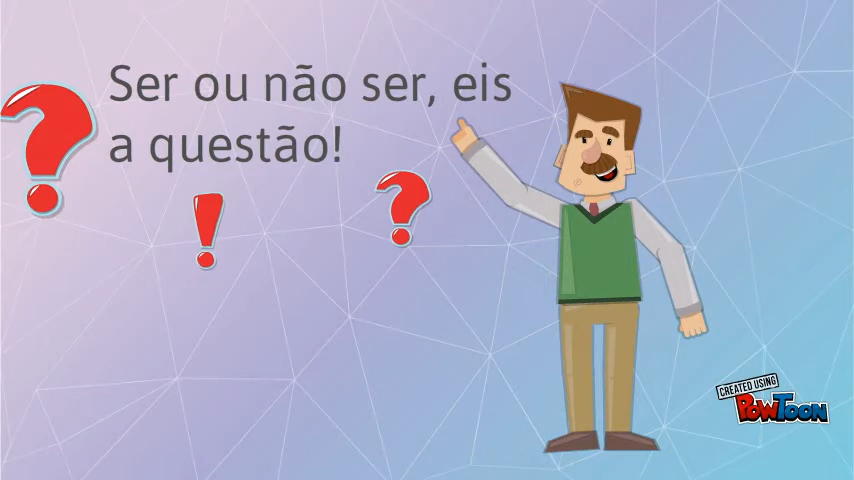 Ser ou não ser, eis
a questão!
CREATED USING
POWTOON